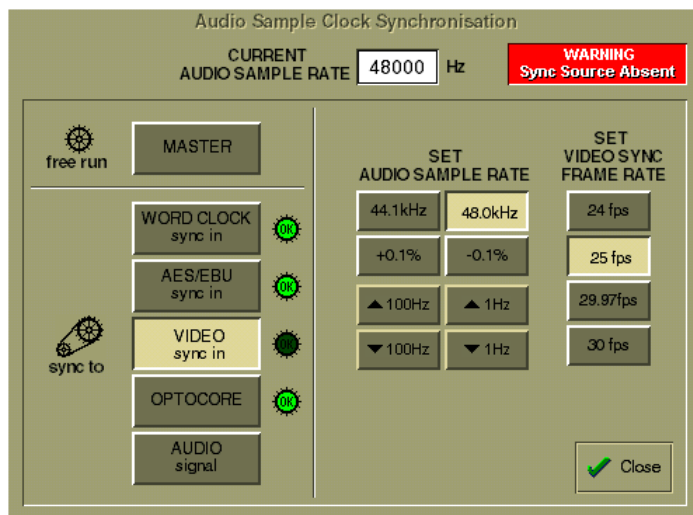 Audio Sample Clock Synchronisation
CURRENT
AUDIO SAMPLE RATE 48000 Hz
WARNING
Sync Source Absent
free run
MASTER
WORD CLOCK
sync in
OK
AES/EBU
sync in
OK
sync to
VIDEO
sync in
OK
OPTOCORE
OK
AUDIO
signal
SET
AUDIO SAMPLE RATE
44.1kHz
48.0kHz
+0.1%
-0.1%
▲ 100Hz
▲ 1Hz
▼ 100Hz
▼ 1Hz
SET
VIDEO SYNC
FRAME RATE
24 fps
25 fps
29.97fps
30 fps
Close